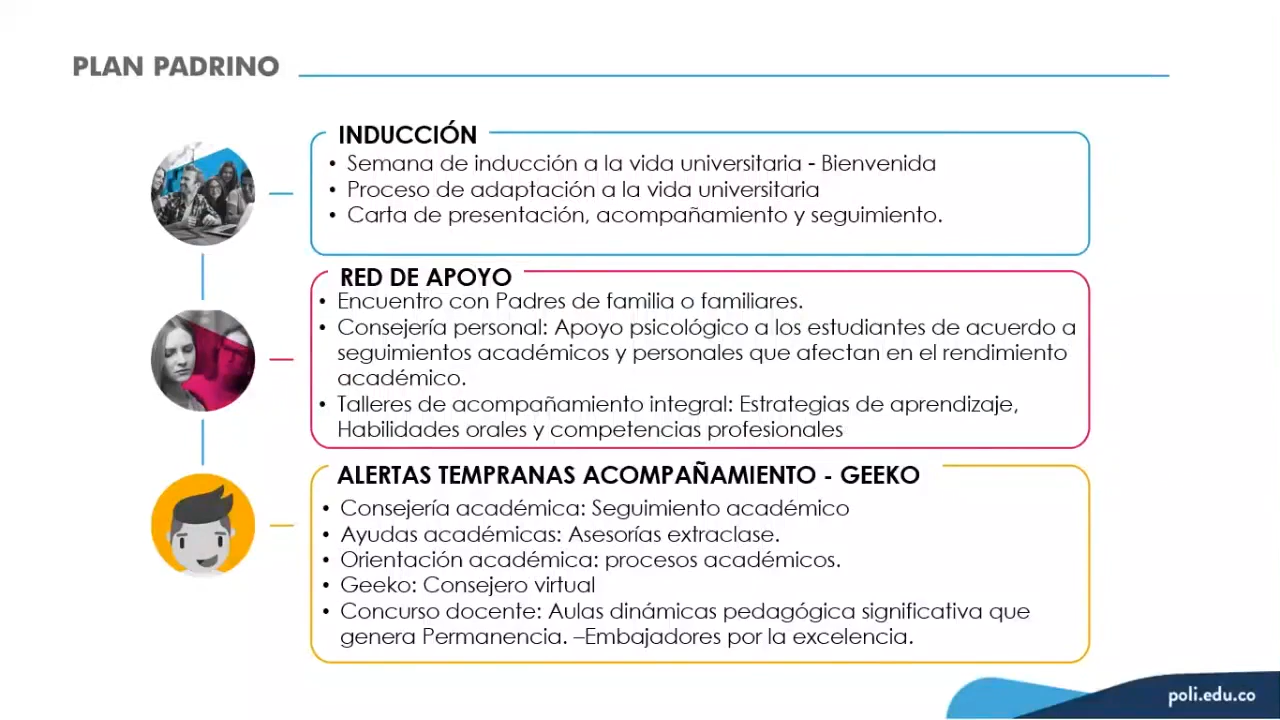 PLAN PADRINO
INDUCCIÓN
• Semana de inducción a la vida universitaria - Bienvenida
• Proceso de adaptación a la vida universitaria
• Carta de presentación, acompañamiento y seguimiento.
RED DE APOYO
• Encuentro con Padres de familia o familiares.
• Consejería personal: Apoyo psicológico a los estudiantes de acuerdo a
seguimientos académicos y personales que afectan en el rendimiento
académico.
• Talleres de acompañamiento integral: Estrategias de aprendizaje,
Habilidades orales y competencias profesionales
ALERTAS TEMPRANAS ACOMPAÑAMIENTO - GEEKO
• Consejería académica: Seguimiento académico
• Ayudas académicas: Asesorías extraclase.
• Orientación académica: procesos académicos.
• Geeko: Consejero virtual
• Concurso docente: Aulas dinámicas pedagógica significativa que
genera Permanencia. –Embajadores por la excelencia.
poli.edu.co